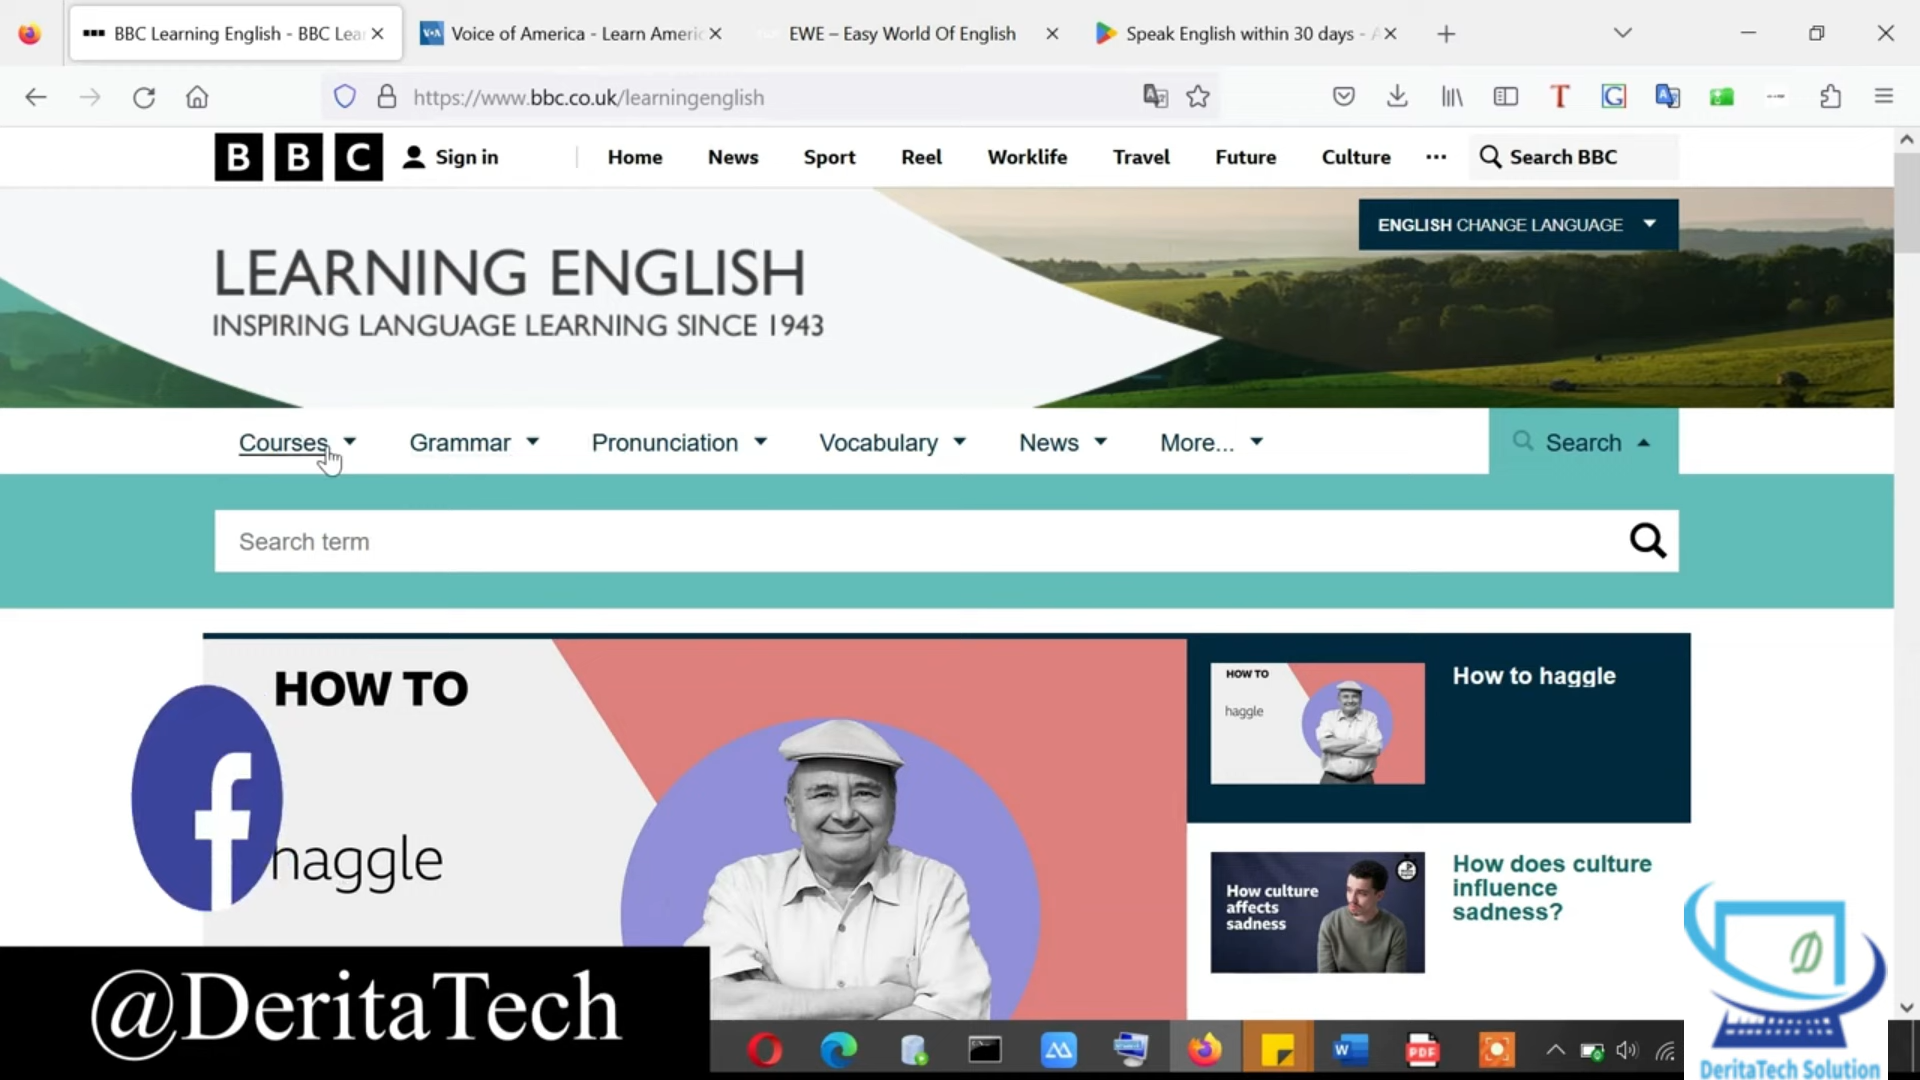 BBC Learning English - BBC Lea
Voice of America - Learn Americ
EWE – Easy World Of English
Speak English within 30 days -
https://www.bbc.co.uk/learningenglish
BBC
Sign in
Home
News
Sport
Reel
Worklife
Travel
Future
Culture
Search BBC
ENGLISH CHANGE LANGUAGE
LEARNING ENGLISH
INSPIRING LANGUAGE LEARNING SINCE 1943
Courses
Grammar
Pronunciation
Vocabulary
News
More...
Search
Search term
HOW TO
haggle
HOW TO
haggle
How to haggle
How culture
affects
sadness
How does culture
influence
sadness?
@DeritaTech
DeritaTech Solution